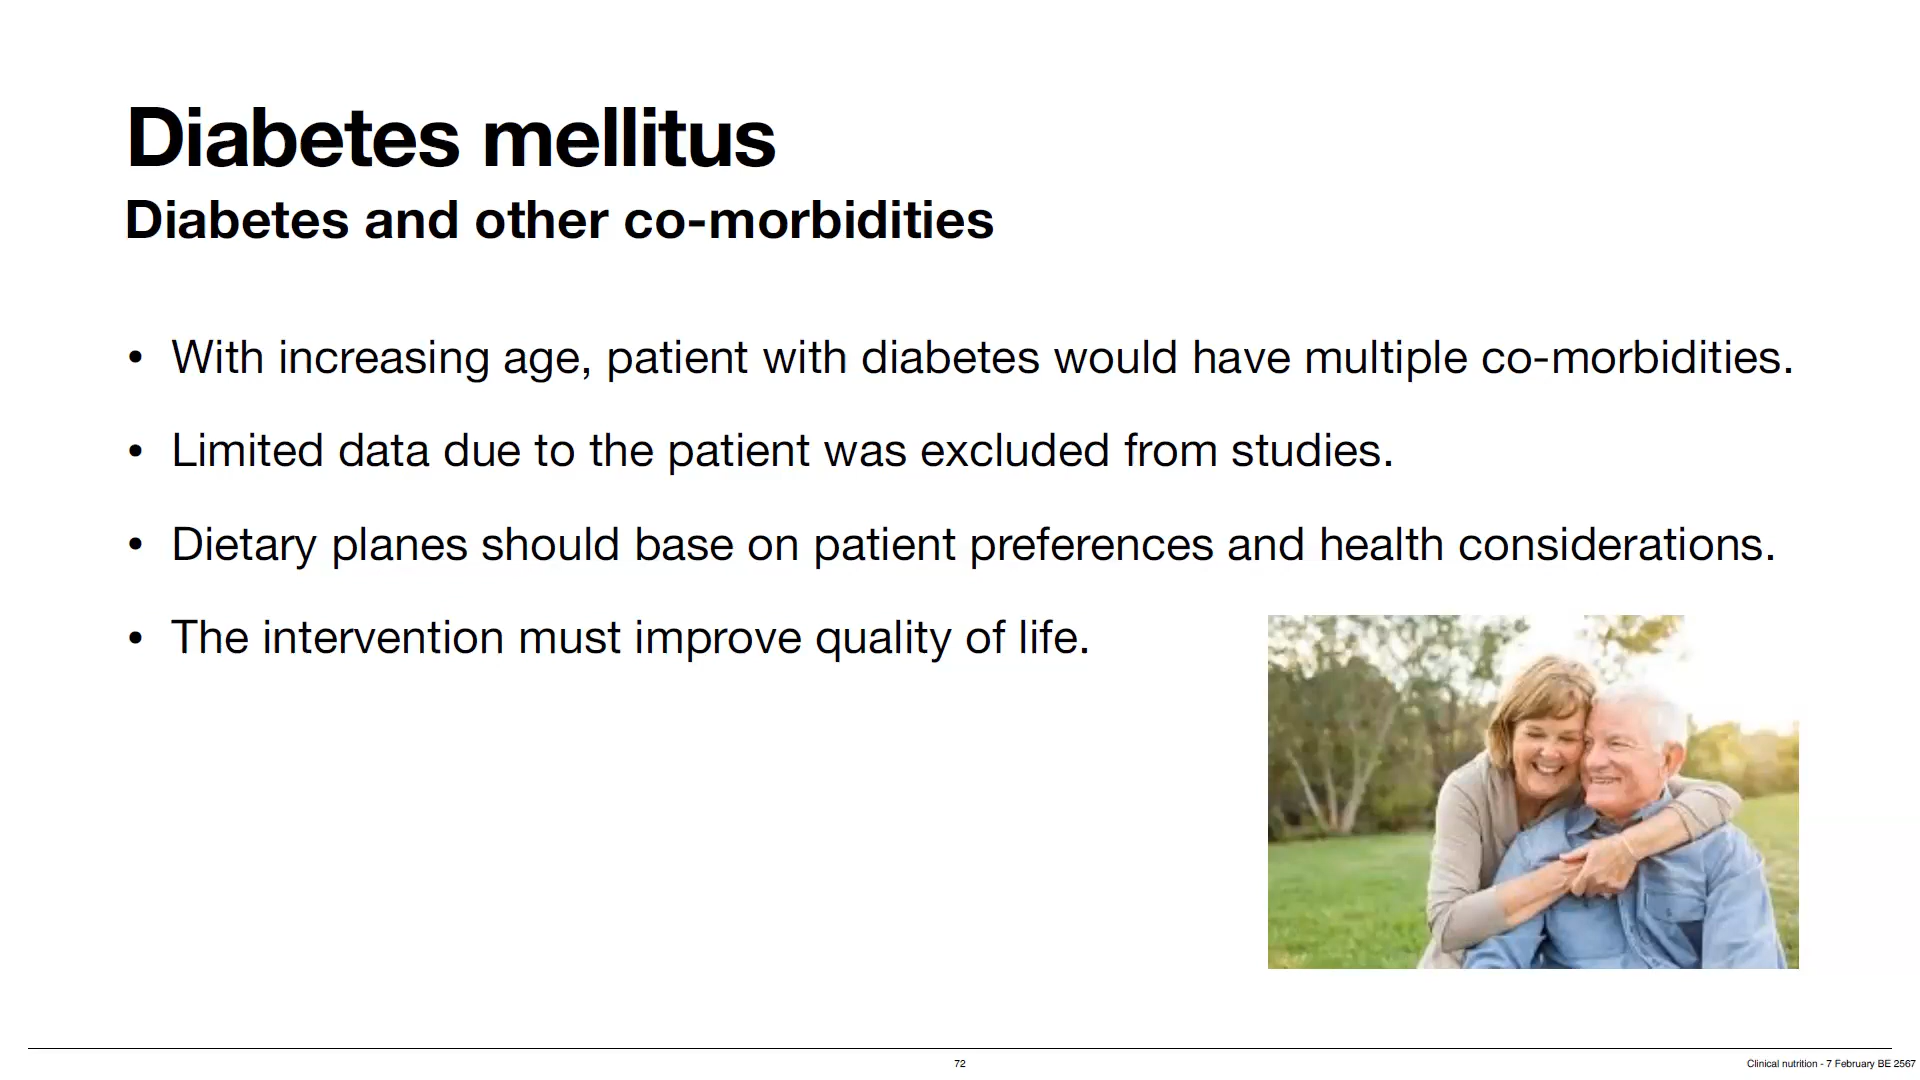 Diabetes mellitus
Diabetes and other co-morbidities
• With increasing age, patient with diabetes would have multiple co-morbidities.
• Limited data due to the patient was excluded from studies.
• Dietary planes should base on patient preferences and health considerations.
• The intervention must improve quality of life.
72
Clinical nutrition - 7 February BE 2567